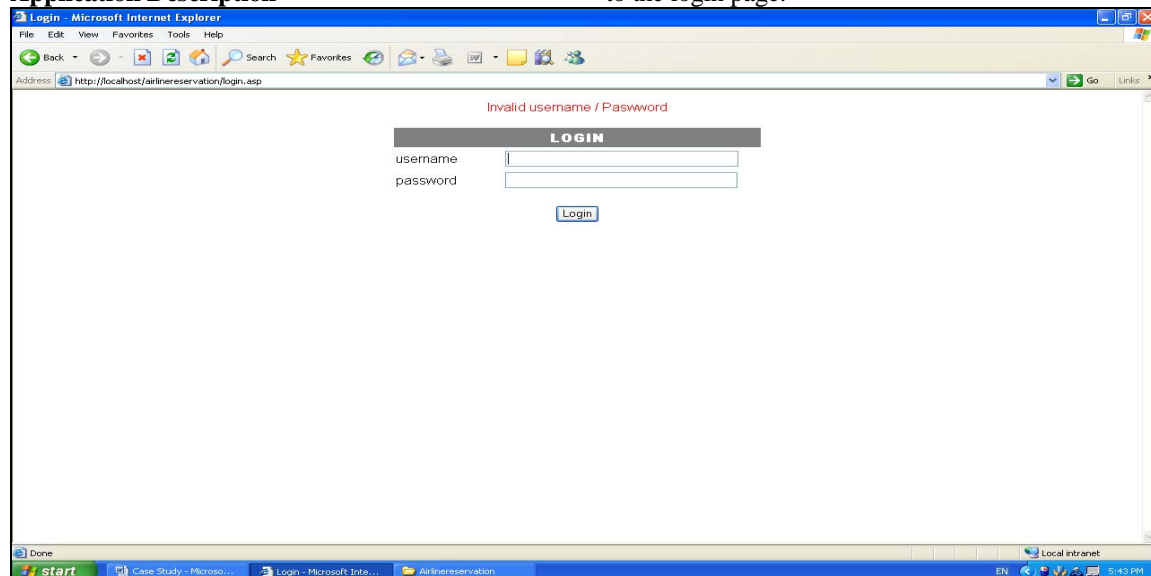 Application Description to the login page.
Login - Microsoft Internet Explorer
File Edit View Favorites Tools Help
Back Search Favorites
Address http://localhost/airlinereservation/login.asp Go Links
Invalid username / Paswword
LOGIN
username
password
Login
Done Local intranet
start Case Study - Microso... Login - Microsoft Inte... Airlinereservation EN 5:43 PM